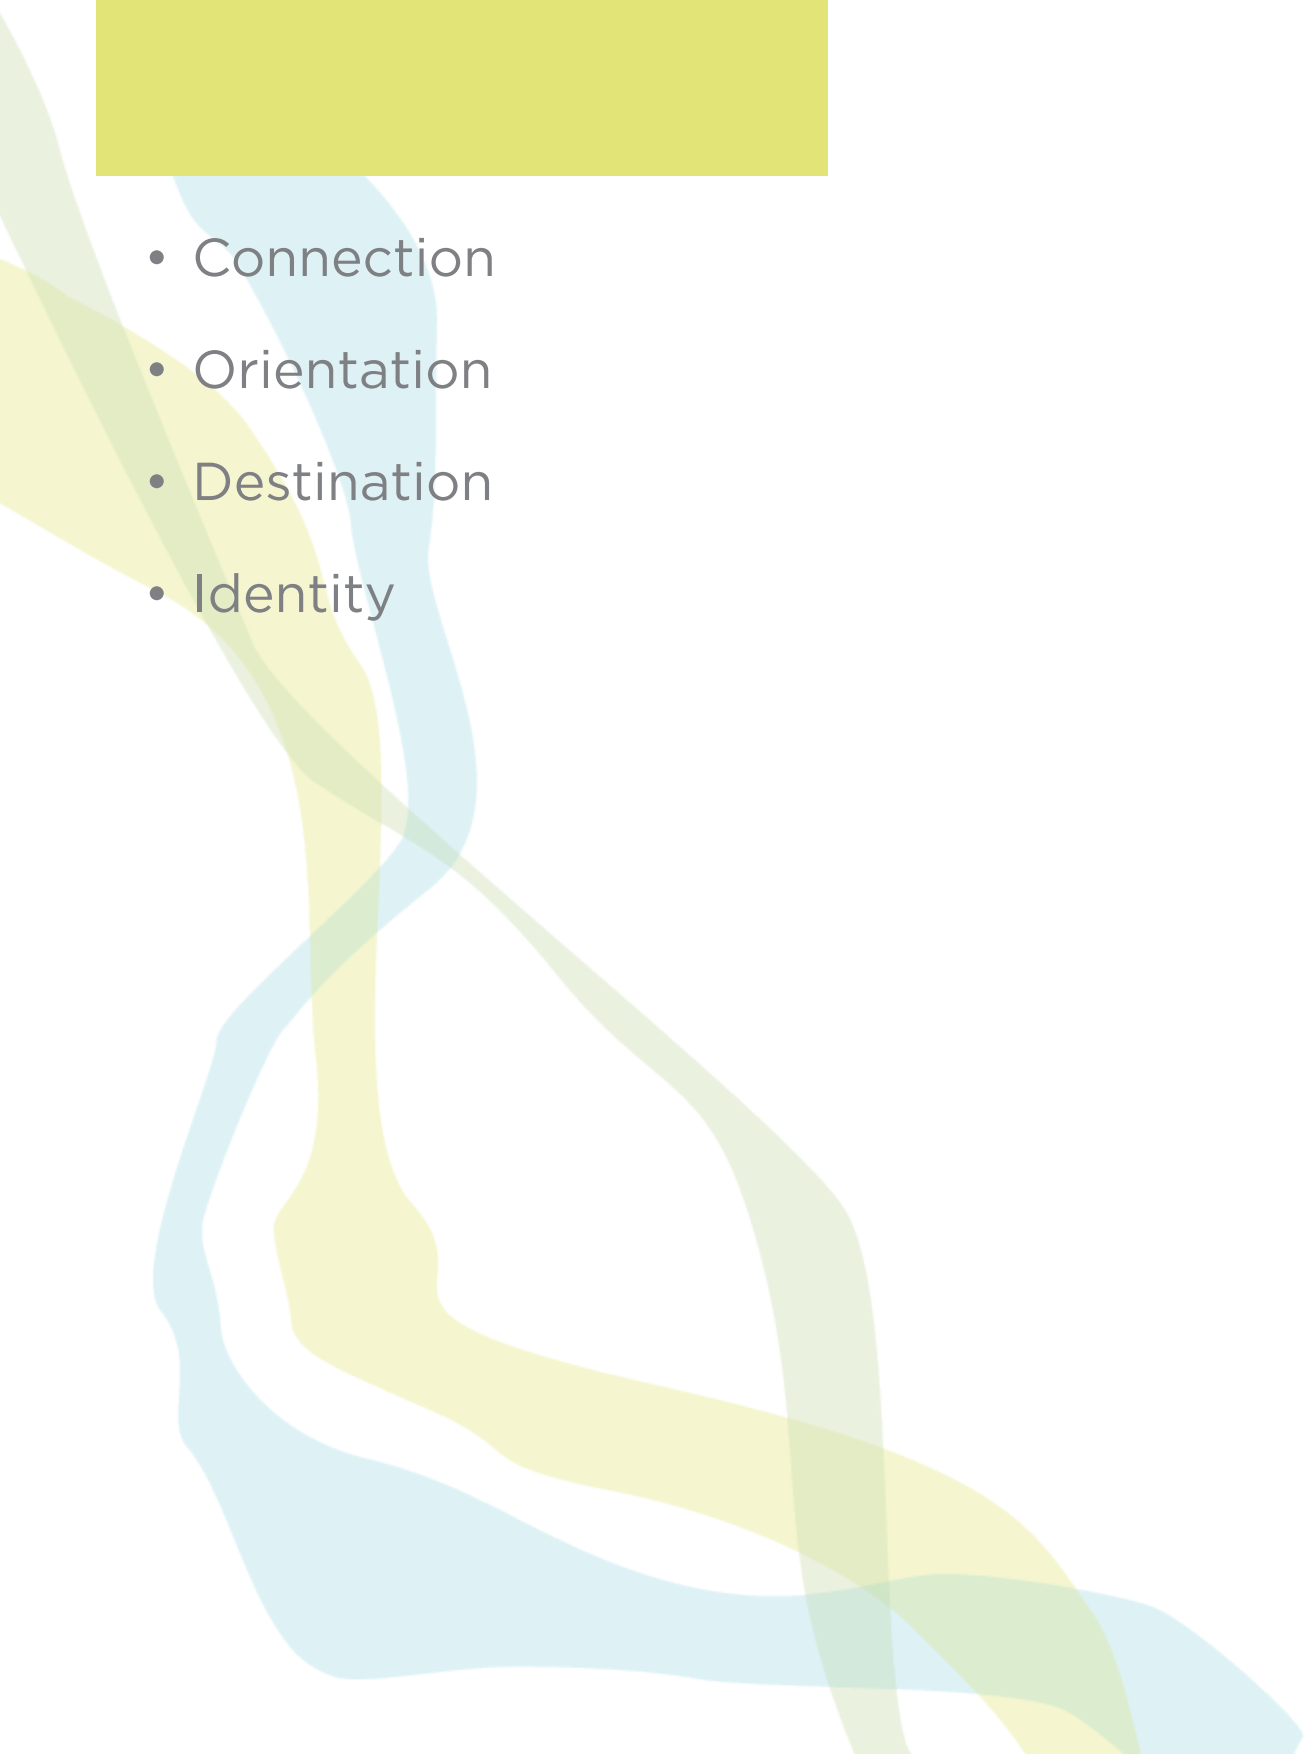 • Connection
• Orientation
• Destination
• Identity